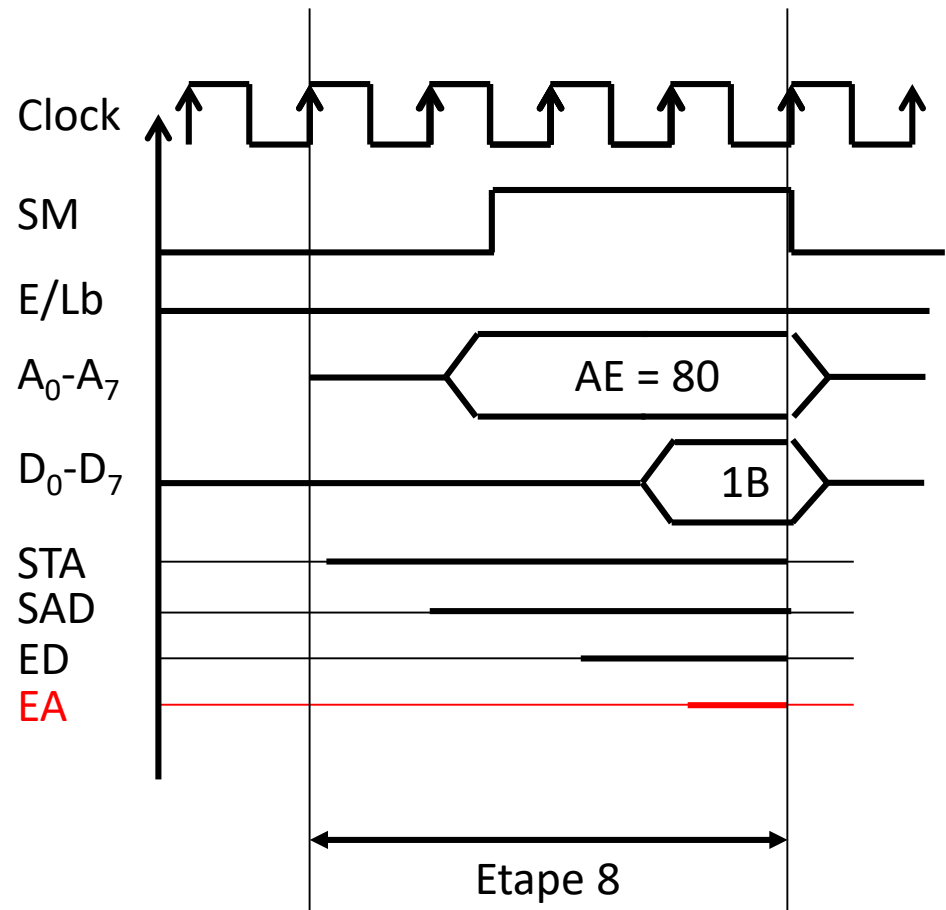 Clock
SM
E/Lb
A₀-A₇
AE = 80
D₀-D₇
1B
STA
SAD
ED
EA
Etape 8